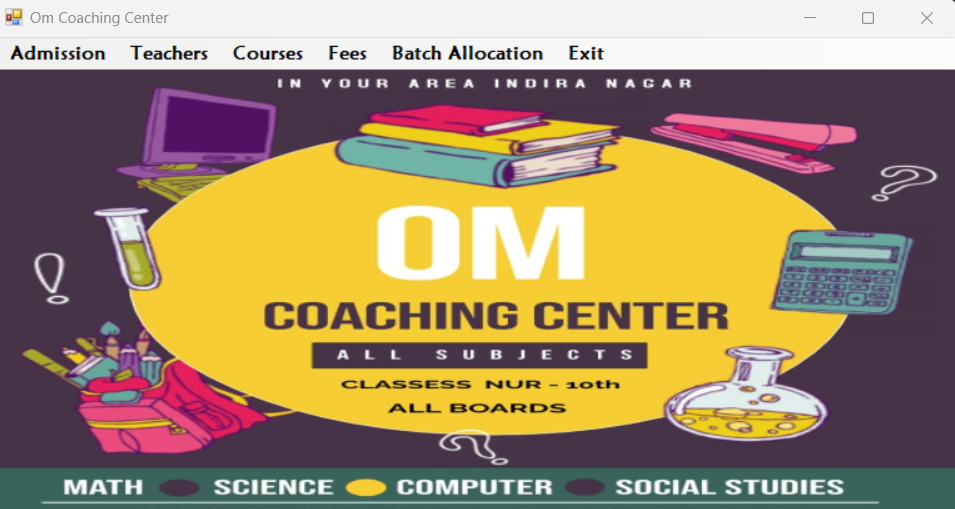 Om Coaching Center
Admission Teachers Courses Fees Batch Allocation Exit
IN YOUR AREA INDIRA NAGAR
OM
COACHING CENTER
ALL SUBJECTS
CLASSESS NUR - 10th
ALL BOARDS
MATH SCIENCE COMPUTER SOCIAL STUDIES